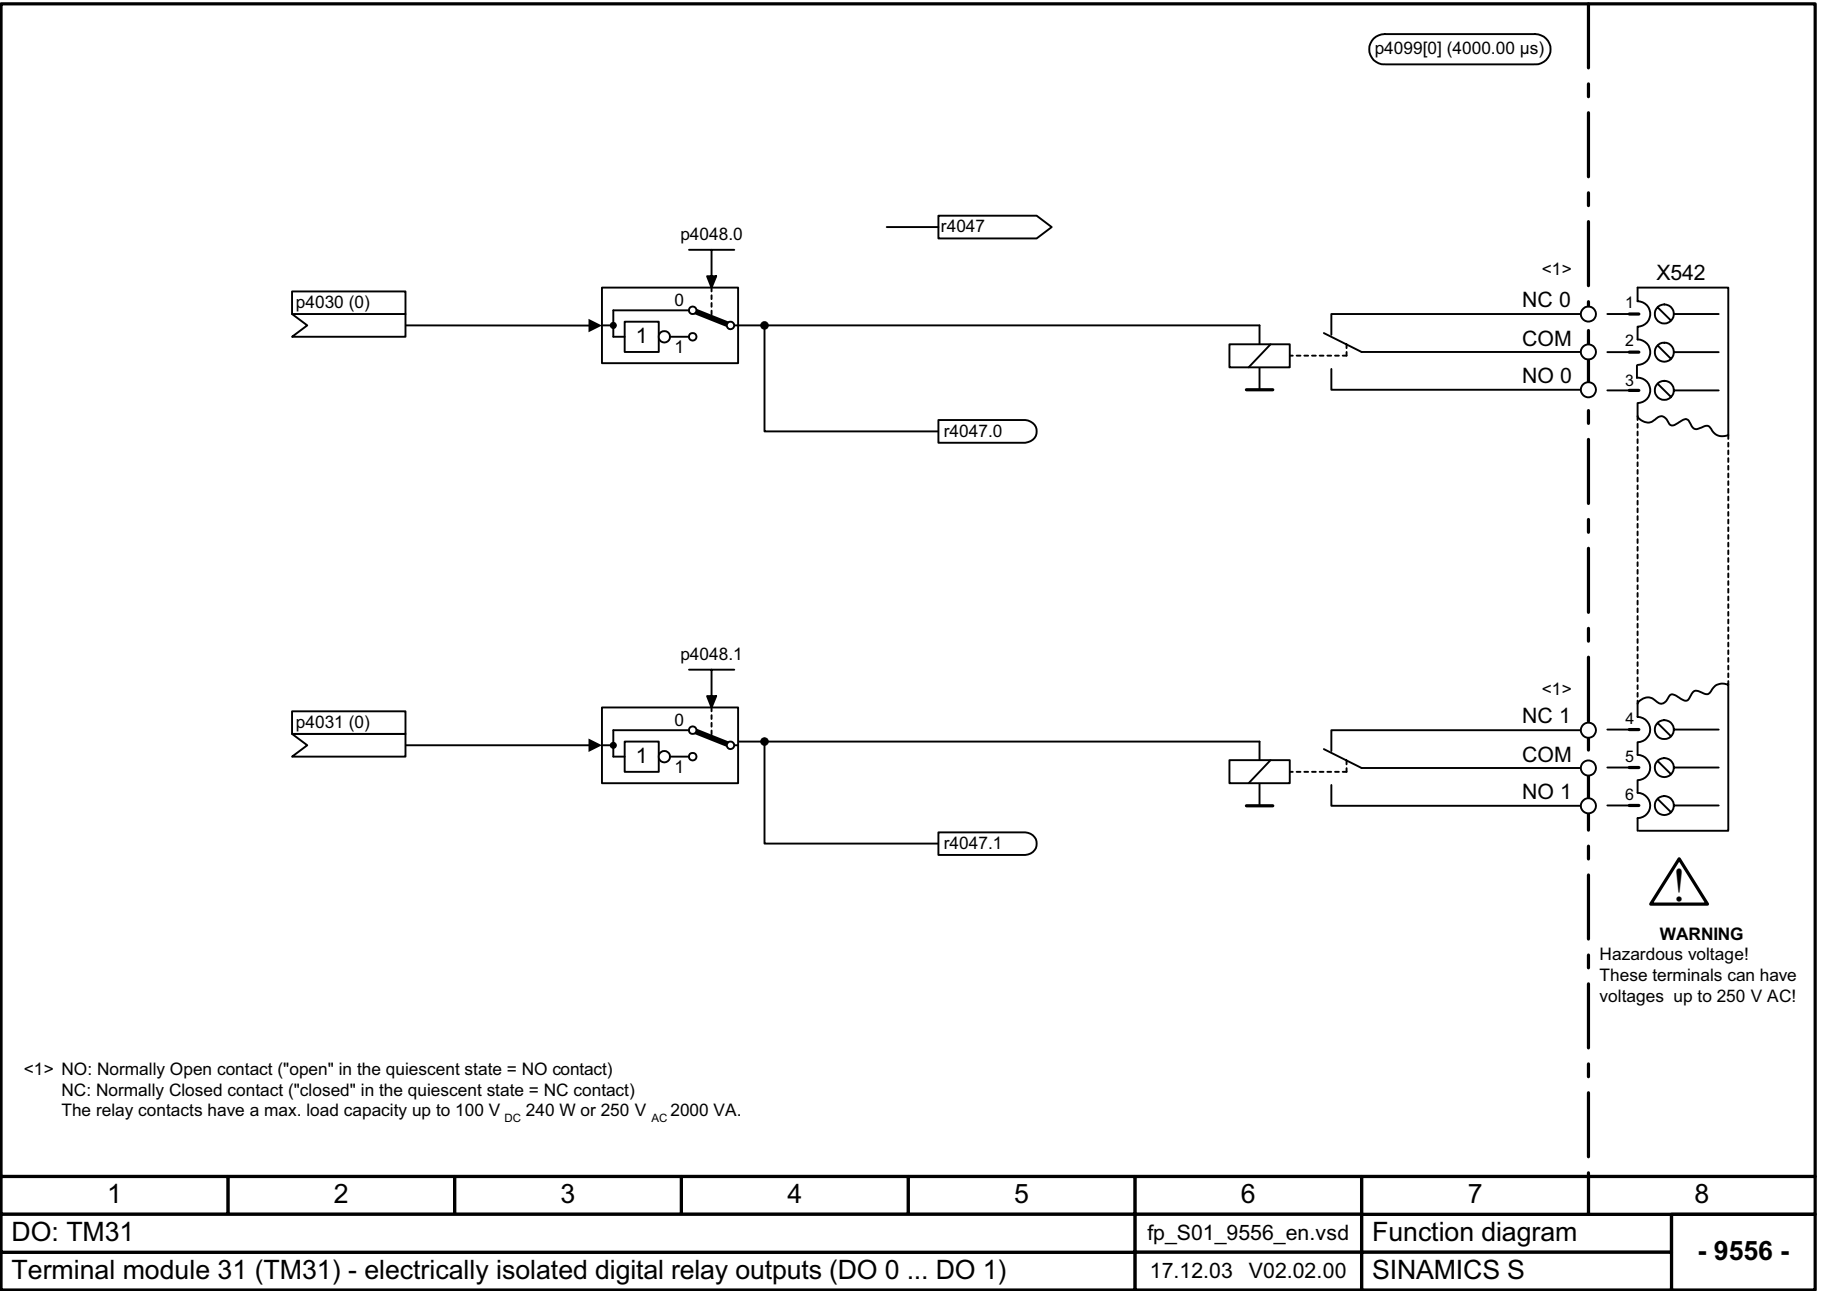 p4099[0] (4000.00 µs)
r4047
p4048.0
<1>
X542
p4030 (0)
0
1
1
NC 0
1
COM
2
NO 0
3
r4047.0
p4048.1
<1>
p4031 (0)
0
1
1
NC 1
4
COM
5
NO 1
6
r4047.1
WARNING
Hazardous voltage!
These terminals can have
voltages up to 250 V AC!
<1> NO: Normally Open contact ("open" in the quiescent state = NO contact)
NC: Normally Closed contact ("closed" in the quiescent state = NC contact)
The relay contacts have a max. load capacity up to 100 V DC 240 W or 250 V AC 2000 VA.
1 2 3 4 5 6 7 8
DO: TM31
fp_S01_9556_en.vsd
Function diagram
- 9556 -
Terminal module 31 (TM31) - electrically isolated digital relay outputs (DO 0 ... DO 1)
17.12.03 V02.02.00
SINAMICS S